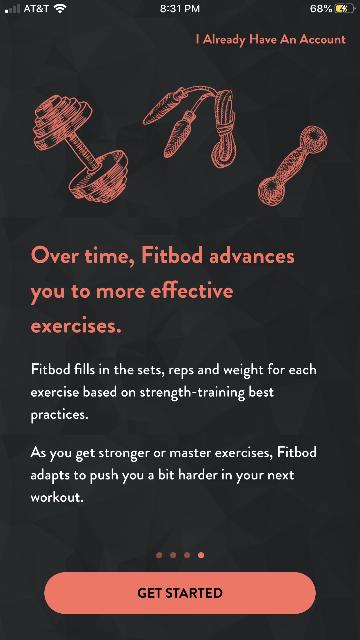 AT&T 8:31 PM 68%
I Already Have An Account
Over time, Fitbod advances
you to more effective
exercises.
Fitbod fills in the sets, reps and weight for each
exercise based on strength-training best
practices.
As you get stronger or master exercises, Fitbod
adapts to push you a bit harder in your next
workout.
GET STARTED